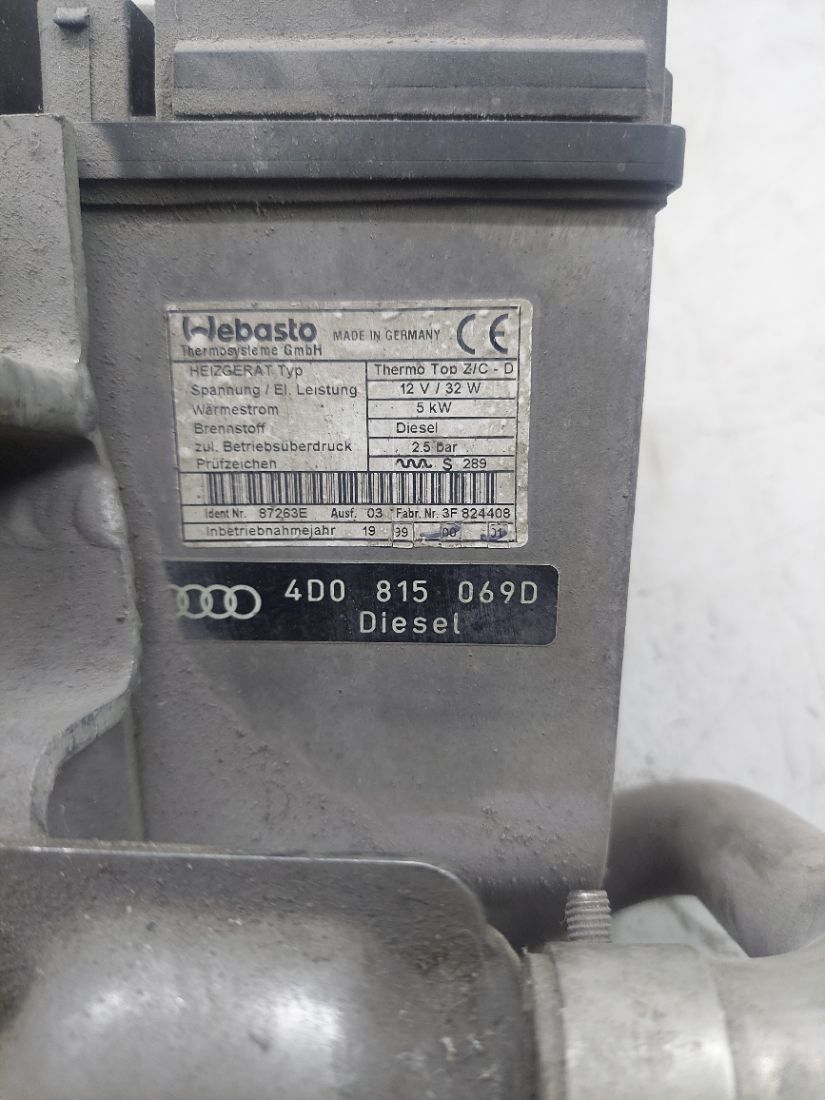 Webasto MADE IN GERMANY CE
Thermosysteme GmbH
HEIZGERÄT Typ Thermo Top Z/C - D
Spannung / El. Leistung 12 V / 32 W
Wärmestrom 5 kW
Brennstoff Diesel
zul. Betriebsüberdruck 2.5 bar
Prüfzeichen S 289
Ident Nr. 87263E Ausf. 03 Fabr. Nr. 3F 824408
Inbetriebnahmejahr 19 99 00 01
4D0 815 069D
Diesel